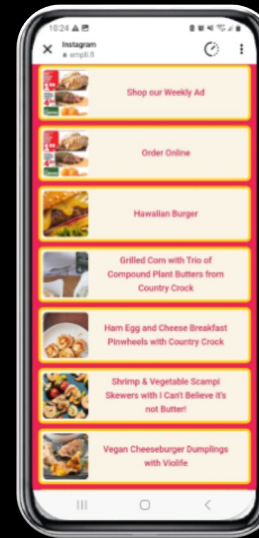 10:24
Instagram
ampli.fi
Shop our Weekly Ad
Order Online
Hawaiian Burger
Grilled Corn with Trio of
Compound Plant Butters from
Country Crock
Ham Egg and Cheese Breakfast
Pinwheels with Country Crock
Shrimp & Vegetable Scampi
Skewers with I Can't Believe it's
not Butter!
Vegan Cheeseburger Dumplings
with Violife